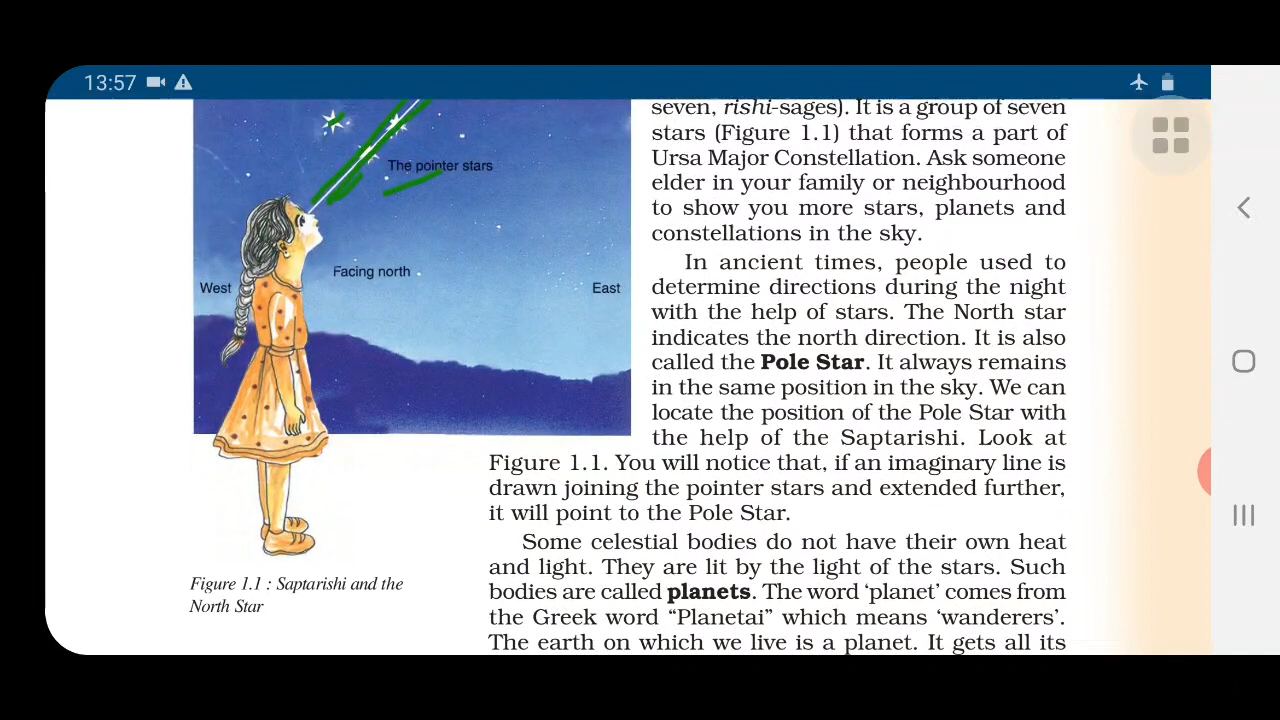 13:57
seven, rishi-sages). It is a group of seven
stars (Figure 1.1) that forms a part of
Ursa Major Constellation. Ask someone
elder in your family or neighbourhood
to show you more stars, planets and
constellations in the sky.
In ancient times, people used to
determine directions during the night
with the help of stars. The North star
indicates the north direction. It is also
called the Pole Star. It always remains
in the same position in the sky. We can
locate the position of the Pole Star with
the help of the Saptarishi. Look at
Figure 1.1. You will notice that, if an imaginary line is
drawn joining the pointer stars and extended further,
it will point to the Pole Star.
Some celestial bodies do not have their own heat
and light. They are lit by the light of the stars. Such
bodies are called planets. The word ‘planet’ comes from
the Greek word “Planetai” which means ‘wanderers’.
The earth on which we live is a planet. It gets all its
The pointer stars
Facing north
West
East
Figure 1.1 : Saptarishi and the
North Star